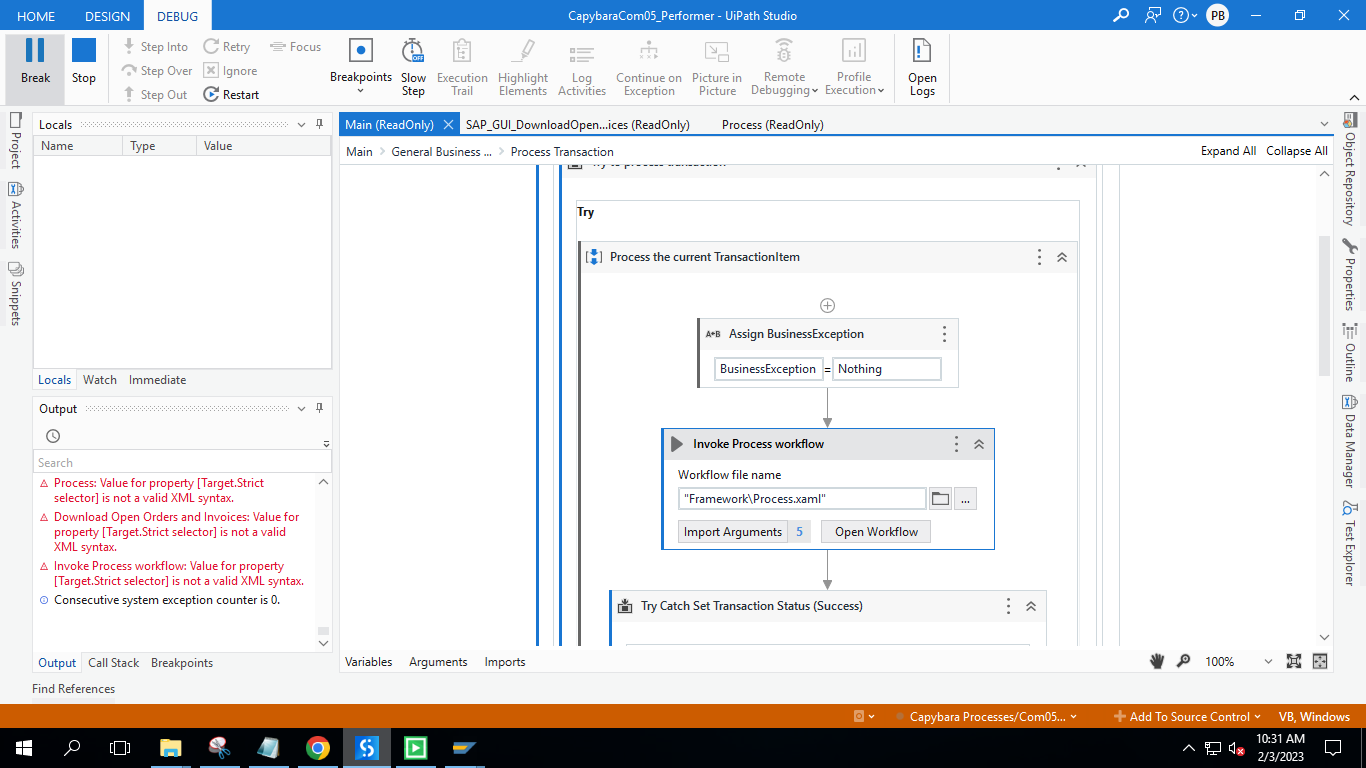 HOME DESIGN DEBUG CapybaraCom05_Performer - UiPath Studio PB
Break Stop
Step Into Retry Focus
Step Over Ignore
Step Out Restart
Breakpoints Slow Step Execution Trail Highlight Elements Log Activities Continue on Exception Picture in Picture Remote Debugging Profile Execution Open Logs
OFF
Project
Activities
Snippets
Locals
Name Type Value
Locals Watch Immediate
Output
Search
Process: Value for property [Target.Strict
selector] is not a valid XML syntax.
Download Open Orders and Invoices: Value for
property [Target.Strict selector] is not a valid
XML syntax.
Invoke Process workflow: Value for property
[Target.Strict selector] is not a valid XML syntax.
Consecutive system exception counter is 0.
Output Call Stack Breakpoints
Find References
Main (ReadOnly) SAP_GUI_DownloadOpen...ices (ReadOnly) Process (ReadOnly)
Main General Business ... Process Transaction Expand All Collapse All
Try to process transaction
Try
Process the current TransactionItem
A+B Assign BusinessException
BusinessException = Nothing
Invoke Process workflow
Workflow file name
"Framework\Process.xaml" ...
Import Arguments 5 Open Workflow
Try Catch Set Transaction Status (Success)
Variables Arguments Imports 100%
Object Repository
Properties
Outline
Data Manager
Test Explorer
Capybara Processes/Com05... Add To Source Control VB, Windows
10:31 AM
2/3/2023